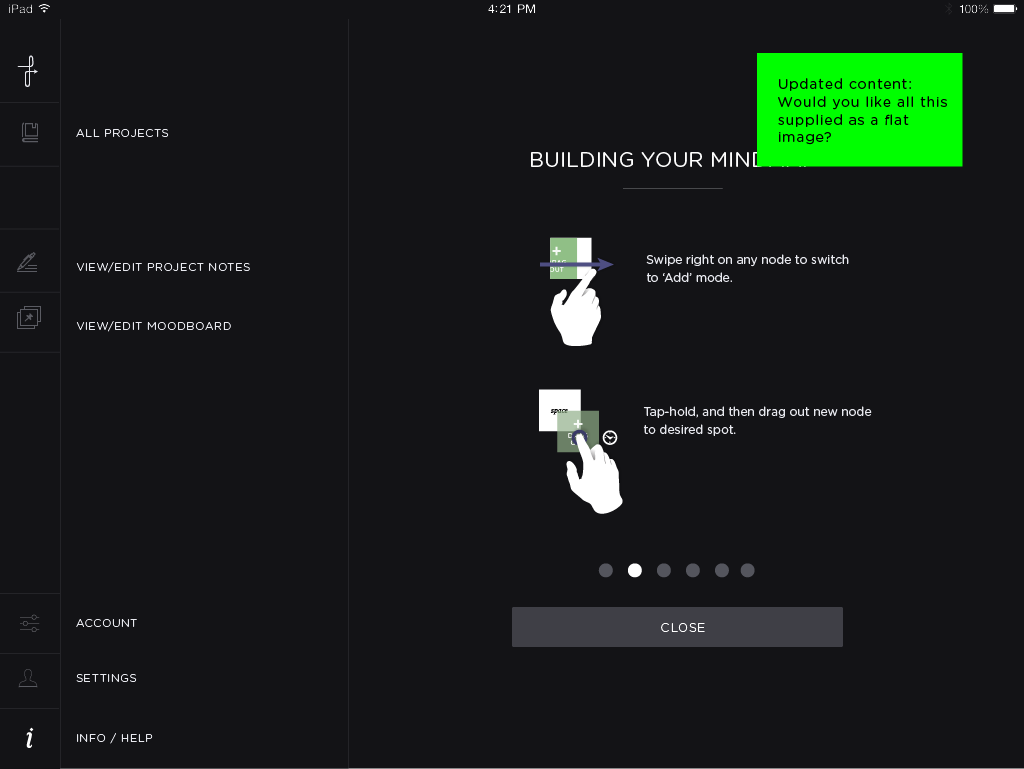 iPad
4:21 PM
100%
Updated content:
Would you like all this
supplied as a flat
image?
ALL PROJECTS
BUILDING YOUR
VIEW/EDIT PROJECT NOTES
VIEW/EDIT MOODBOARD
+
OUT
Swipe right on any node to switch
to ‘Add’ mode.
space
+
Tap-hold, and then drag out new node
to desired spot.
CLOSE
ACCOUNT
SETTINGS
i
INFO / HELP